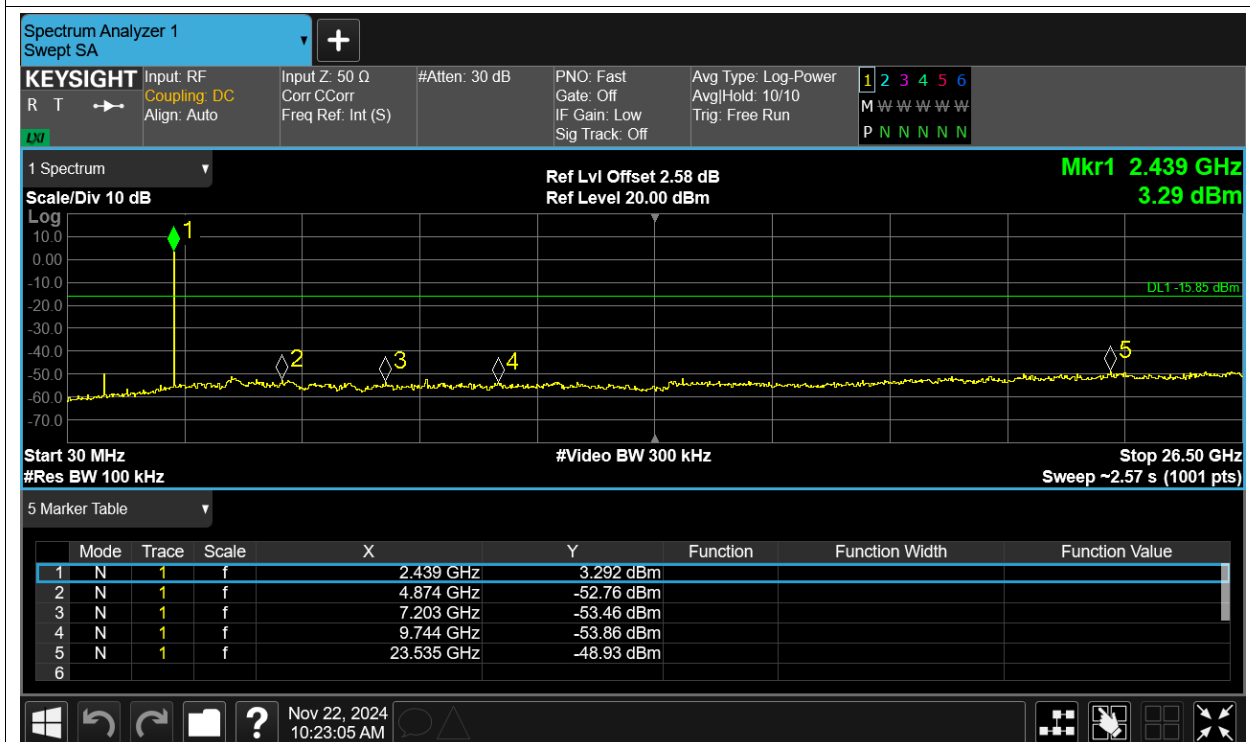 Spectrum Analyzer 1
Swept SA
+
KEYSIGHT
R T
LXI
Input: RF
Coupling: DC
Align: Auto
Input Z: 50 Ω
Corr CCorr
Freq Ref: Int (S)
#Atten: 30 dB
PNO: Fast
Gate: Off
IF Gain: Low
Sig Track: Off
Avg Type: Log-Power
Avg|Hold: 10/10
Trig: Free Run
1 2 3 4 5 6
M W W W W W
P N N N N N
1 Spectrum
Scale/Div 10 dB
Ref Lvl Offset 2.58 dB
Ref Level 20.00 dBm
Mkr1 2.439 GHz
3.29 dBm
Log
10.0
0.00
-10.0
-20.0
-30.0
-40.0
-50.0
-60.0
-70.0
1
2
3
4
5
DL1 -15.85 dBm
Start 30 MHz
#Res BW 100 kHz
#Video BW 300 kHz
Stop 26.50 GHz
Sweep ~2.57 s (1001 pts)
5 Marker Table
Mode Trace Scale X Y Function Function Width Function Value
1 N 1 f 2.439 GHz 3.292 dBm
2 N 1 f 4.874 GHz -52.76 dBm
3 N 1 f 7.203 GHz -53.46 dBm
4 N 1 f 9.744 GHz -53.86 dBm
5 N 1 f 23.535 GHz -48.93 dBm
6
?
Nov 22, 2024
10:23:05 AM